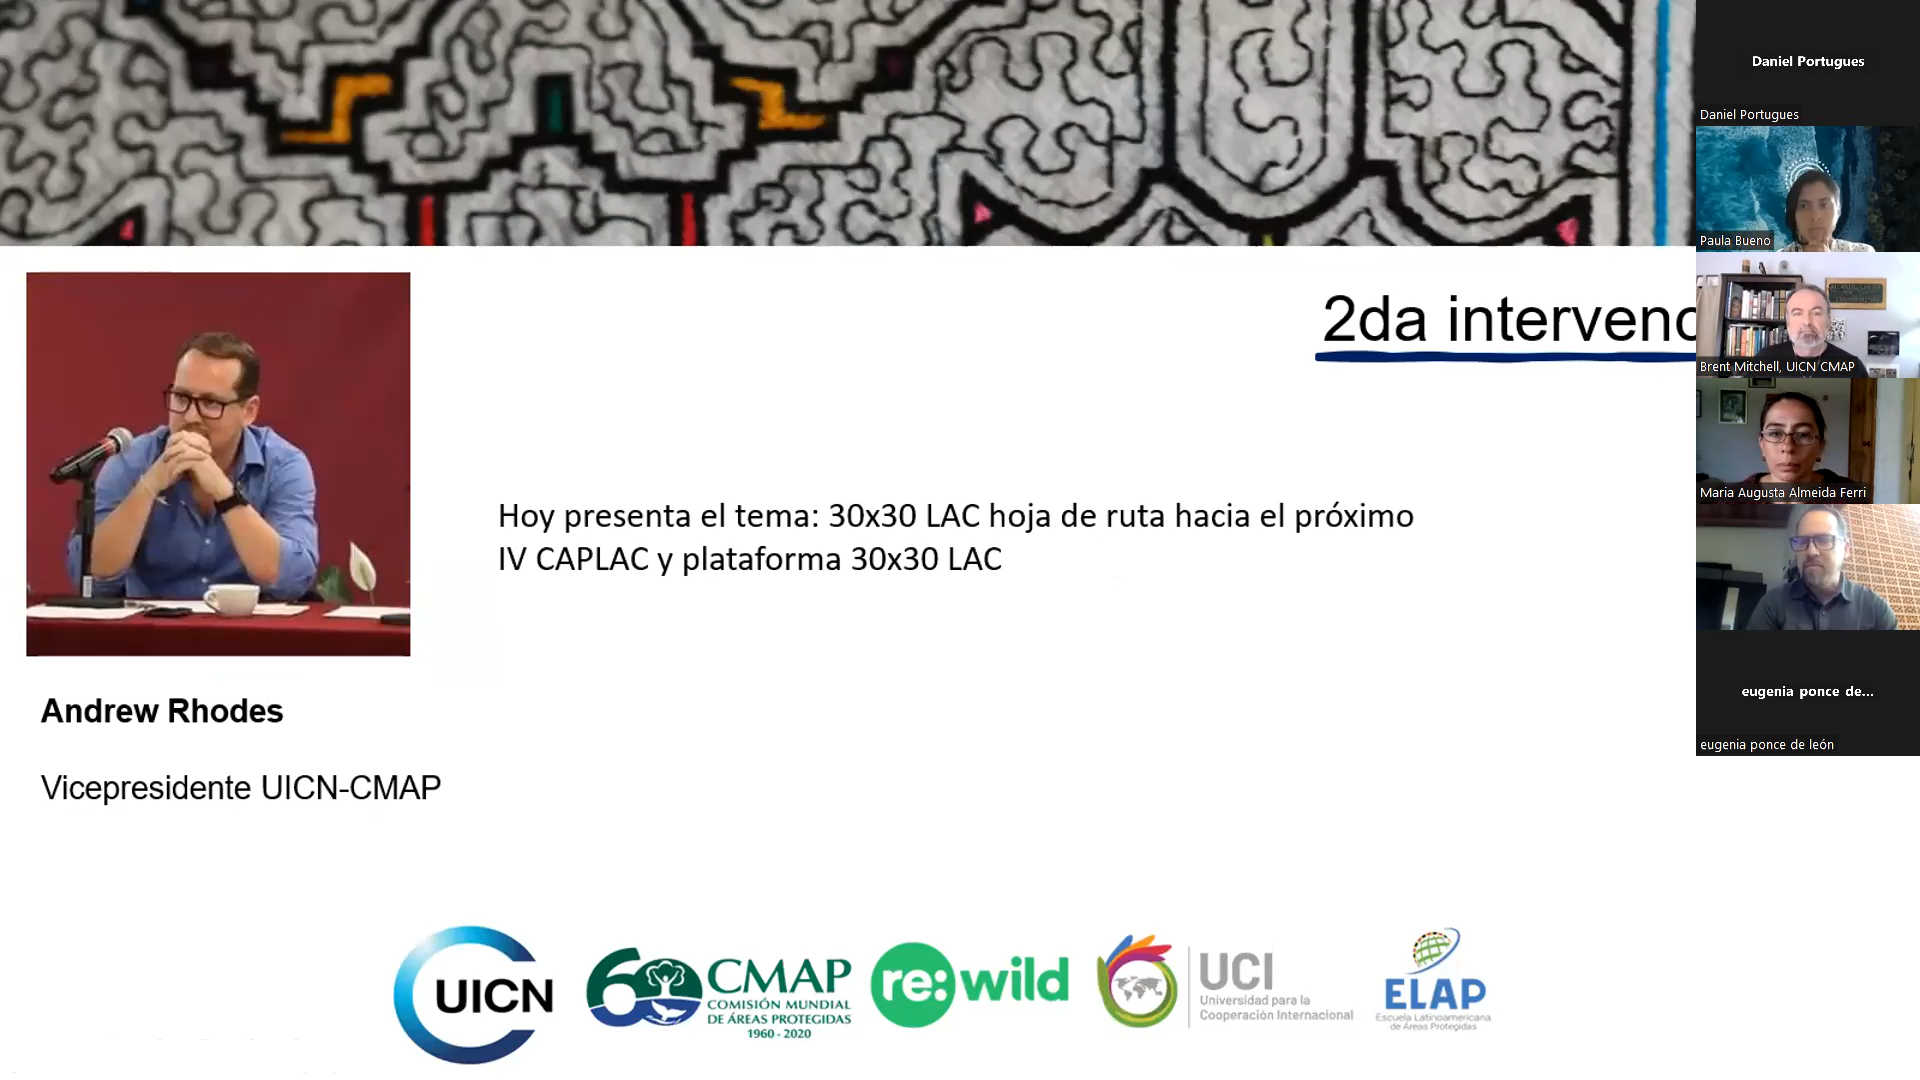 Daniel Portugues
Daniel Portugues
Paula Bueno
2da intervenc
Brent Mitchell, UICN CMAP
Maria Augusta Almeida Ferri
Hoy presenta el tema: 30x30 LAC hoja de ruta hacia el próximo
IV CAPLAC y plataforma 30x30 LAC
Andrew Rhodes
Vicepresidente UICN-CMAP
eugenia ponce de...
eugenia ponce de león
UICN
60 CMAP
COMISIÓN MUNDIAL
DE ÁREAS PROTEGIDAS
1960 - 2020
re:wild
UCI
Universidad para la
Cooperación Internacional
ELAP
Escuela Latinoamericana
de Áreas Protegidas